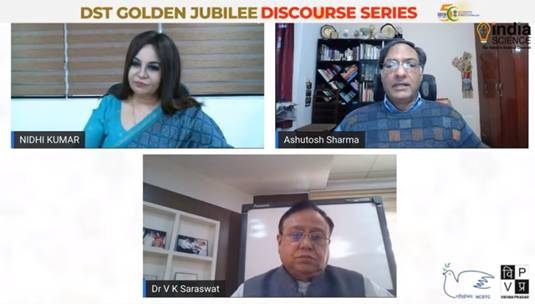 DST GOLDEN JUBILEE DISCOURSE SERIES
india
SCIENCE
NIDHI KUMAR
Ashutosh Sharma
Dr V K Saraswat
NCSTC
वि P
V प्र
VIGYAN PRASAR